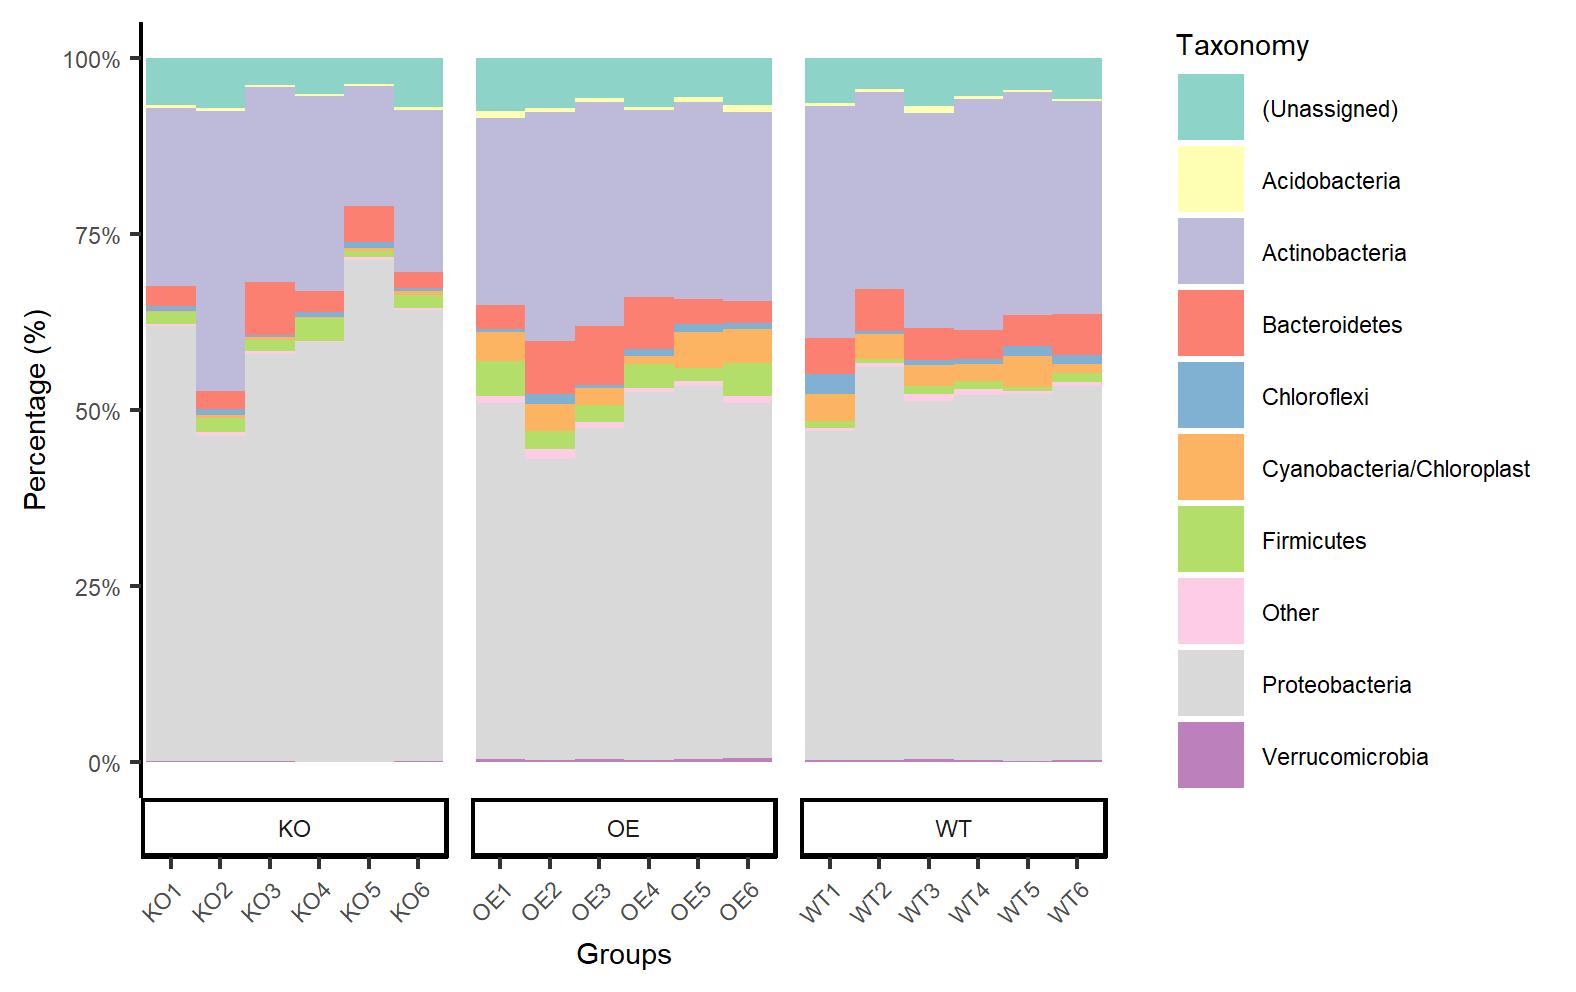 Taxonomy
100%
75%
50%
25%
0%
Percentage (%)
(Unassigned)
Acidobacteria
Actinobacteria
Bacteroidetes
Chloroflexi
Cyanobacteria/Chloroplast
Firmicutes
Other
Proteobacteria
Verrucomicrobia
KO OE WT
KO1 KO2 KO3 KO4 KO5 KO6 OE1 OE2 OE3 OE4 OE5 OE6 WT1 WT2 WT3 WT4 WT5 WT6
Groups